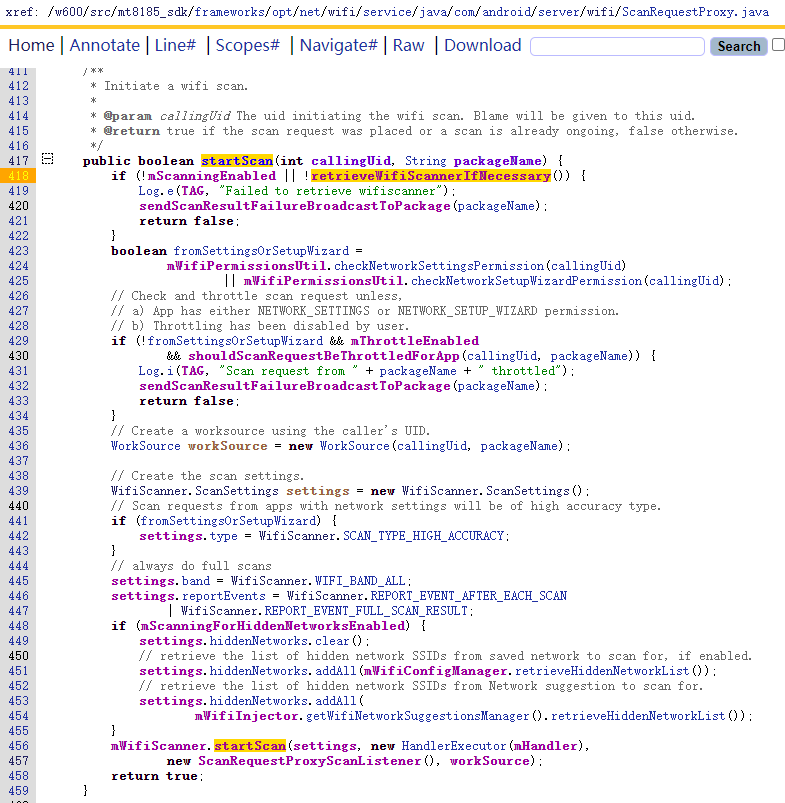 xref: /w600/src/mt8185_sdk/frameworks/opt/net/wifi/service/java/com/android/server/wifi/ScanRequestProxy.java
Home | Annotate | Line# | Scopes# | Navigate# | Raw | Download Search
411 /**
412 * Initiate a wifi scan.
413 *
414 * @param callingUid The uid initiating the wifi scan. Blame will be given to this uid.
415 * @return true if the scan request was placed or a scan is already ongoing, false otherwise.
416 */
417 public boolean startScan(int callingUid, String packageName) {
418 if (!mScanningEnabled || !retrieveWifiScannerIfNecessary()) {
419 Log.e(TAG, "Failed to retrieve wifiscanner");
420 sendScanResultFailureBroadcastToPackage(packageName);
421 return false;
422 }
423 boolean fromSettingsOrSetupWizard =
424 mWifiPermissionsUtil.checkNetworkSettingsPermission(callingUid)
425 || mWifiPermissionsUtil.checkNetworkSetupWizardPermission(callingUid);
426 // Check and throttle scan request unless,
427 // a) App has either NETWORK_SETTINGS or NETWORK_SETUP_WIZARD permission.
428 // b) Throttling has been disabled by user.
429 if (!fromSettingsOrSetupWizard && mThrottleEnabled
430 && shouldScanRequestBeThrottledForApp(callingUid, packageName)) {
431 Log.i(TAG, "Scan request from " + packageName + " throttled");
432 sendScanResultFailureBroadcastToPackage(packageName);
433 return false;
434 }
435 // Create a worksource using the caller's UID.
436 WorkSource workSource = new WorkSource(callingUid, packageName);
437
438 // Create the scan settings.
439 WifiScanner.ScanSettings settings = new WifiScanner.ScanSettings();
440 // Scan requests from apps with network settings will be of high accuracy type.
441 if (fromSettingsOrSetupWizard) {
442 settings.type = WifiScanner.SCAN_TYPE_HIGH_ACCURACY;
443 }
444 // always do full scans
445 settings.band = WifiScanner.WIFI_BAND_ALL;
446 settings.reportEvents = WifiScanner.REPORT_EVENT_AFTER_EACH_SCAN
447 | WifiScanner.REPORT_EVENT_FULL_SCAN_RESULT;
448 if (mScanningForHiddenNetworksEnabled) {
449 settings.hiddenNetworks.clear();
450 // retrieve the list of hidden network SSIDs from saved network to scan for, if enabled.
451 settings.hiddenNetworks.addAll(mWifiConfigManager.retrieveHiddenNetworkList());
452 // retrieve the list of hidden network SSIDs from Network suggestion to scan for.
453 settings.hiddenNetworks.addAll(
454 mWifiInjector.getWifiNetworkSuggestionsManager().retrieveHiddenNetworkList());
455 }
456 mWifiScanner.startScan(settings, new HandlerExecutor(mHandler),
457 new ScanRequestProxyScanListener(), workSource);
458 return true;
459 }